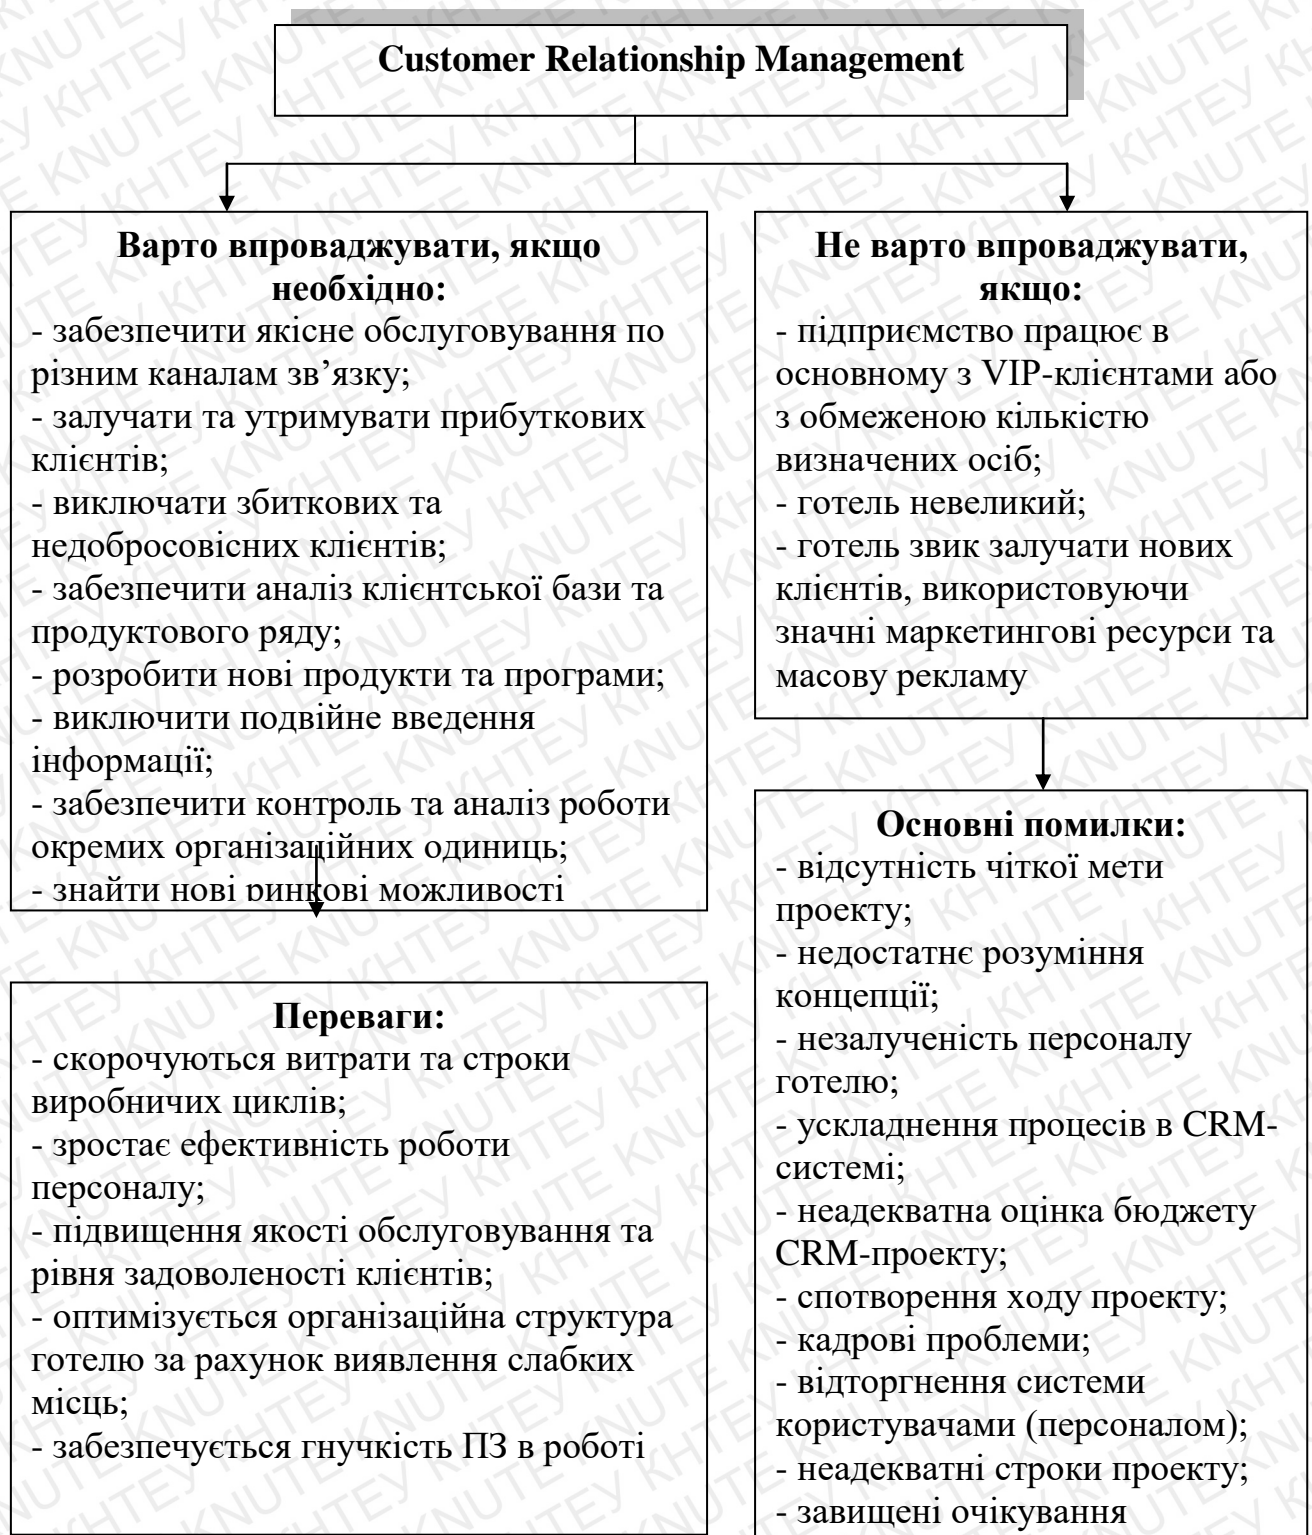 Customer Relationship Management
Варто впроваджувати, якщо
необхідно:
- забезпечити якісне обслуговування по
різним каналам зв’язку;
- залучати та утримувати прибуткових
клієнтів;
- виключати збиткових та
недобросовісних клієнтів;
- забезпечити аналіз клієнтської бази та
продуктового ряду;
- розробити нові продукти та програми;
- виключити подвійне введення
інформації;
- забезпечити контроль та аналіз роботи
окремих організаційних одиниць;
- знайти нові ринкові можливості
Переваги:
- скорочуються витрати та строки
виробничих циклів;
- зростає ефективність роботи
персоналу;
- підвищення якості обслуговування та
рівня задоволеності клієнтів;
- оптимізується організаційна структура
готелю за рахунок виявлення слабких
місць;
- забезпечується гнучкість ПЗ в роботі
Не варто впроваджувати,
якщо:
- підприємство працює в
основному з VIP-клієнтами або
з обмеженою кількістю
визначених осіб;
- готель невеликий;
- готель звик залучати нових
клієнтів, використовуючи
значні маркетингові ресурси та
масову рекламу
Основні помилки:
- відсутність чіткої мети
проекту;
- недостатнє розуміння
концепції;
- незалученість персоналу
готелю;
- ускладнення процесів в CRM-
системі;
- неадекватна оцінка бюджету
CRM-проекту;
- спотворення ходу проекту;
- кадрові проблеми;
- відторгнення системи
користувачами (персоналом);
- неадекватні строки проекту;
- завищені очікування